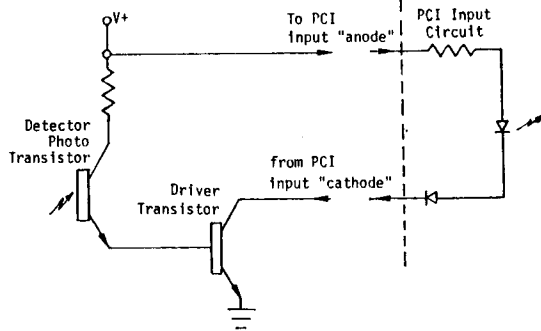 V+
To PCI
input "anode"
PCI Input
Circuit
Detector
Photo
Transistor
from PCI
input "cathode"
Driver
Transistor